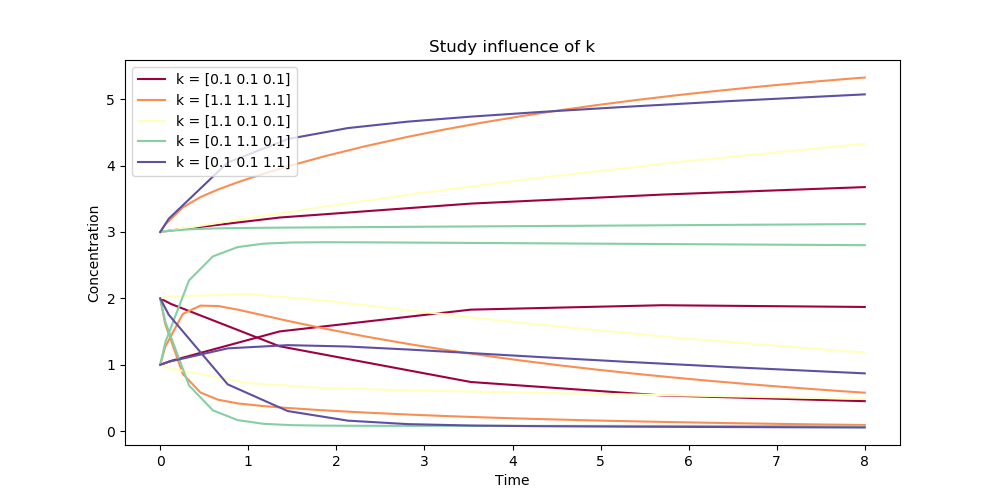 Study influence of k
k = [0.1 0.1 0.1]
k = [1.1 1.1 1.1]
k = [1.1 0.1 0.1]
k = [0.1 1.1 0.1]
k = [0.1 0.1 1.1]
5
4
3
2
1
0
Concentration
0 1 2 3 4 5 6 7 8
Time